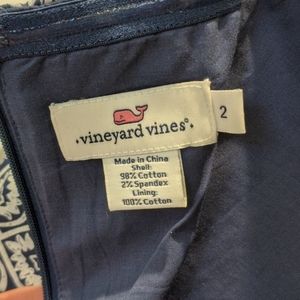 ·vineyard vines®·
2
Made in China
Shell:
98% Cotton
2% Spandex
Lining:
100% Cotton